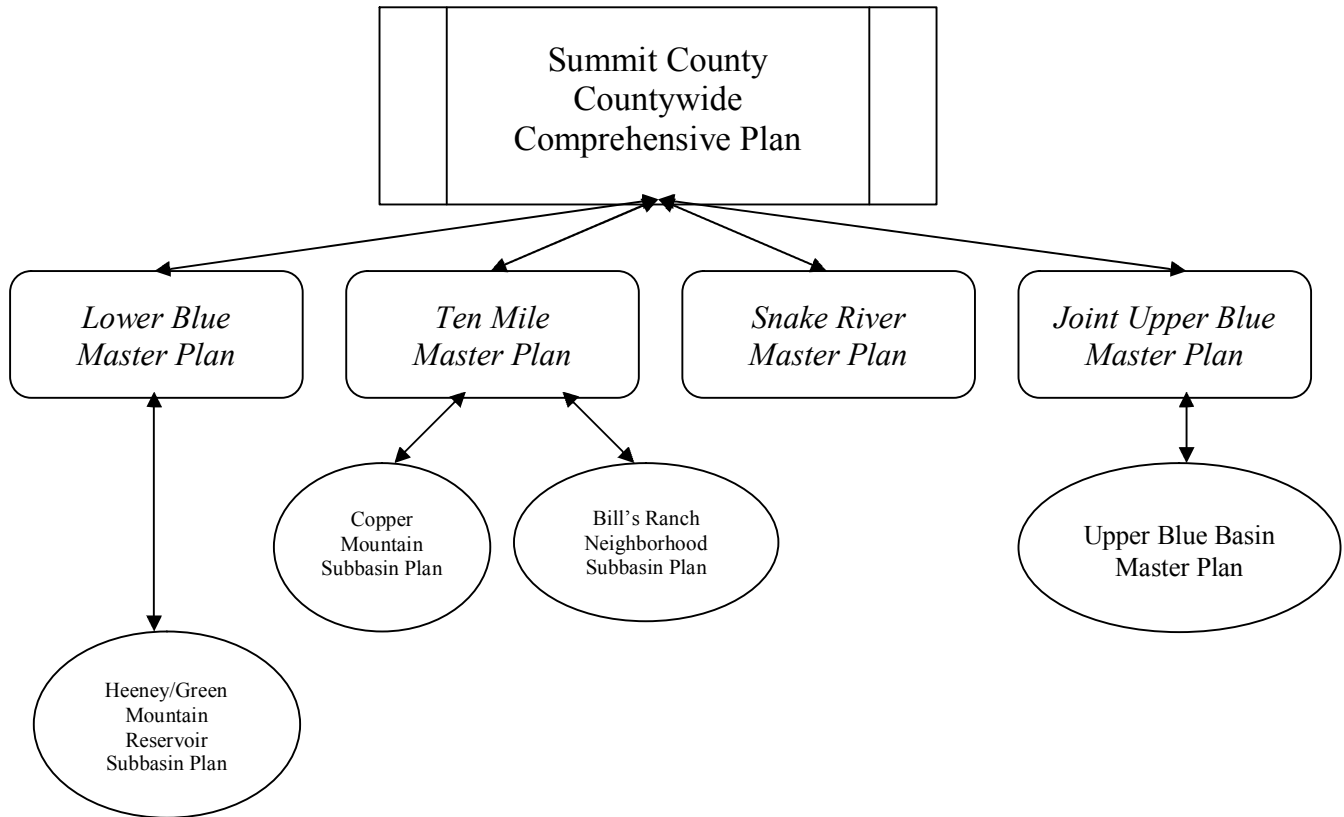 Summit County
Countywide
Comprehensive Plan
Lower Blue
Master Plan
Ten Mile
Master Plan
Snake River
Master Plan
Joint Upper Blue
Master Plan
Copper
Mountain
Subbasin Plan
Bill's Ranch
Neighborhood
Subbasin Plan
Upper Blue Basin
Master Plan
Heeney/Green
Mountain
Reservoir
Subbasin Plan